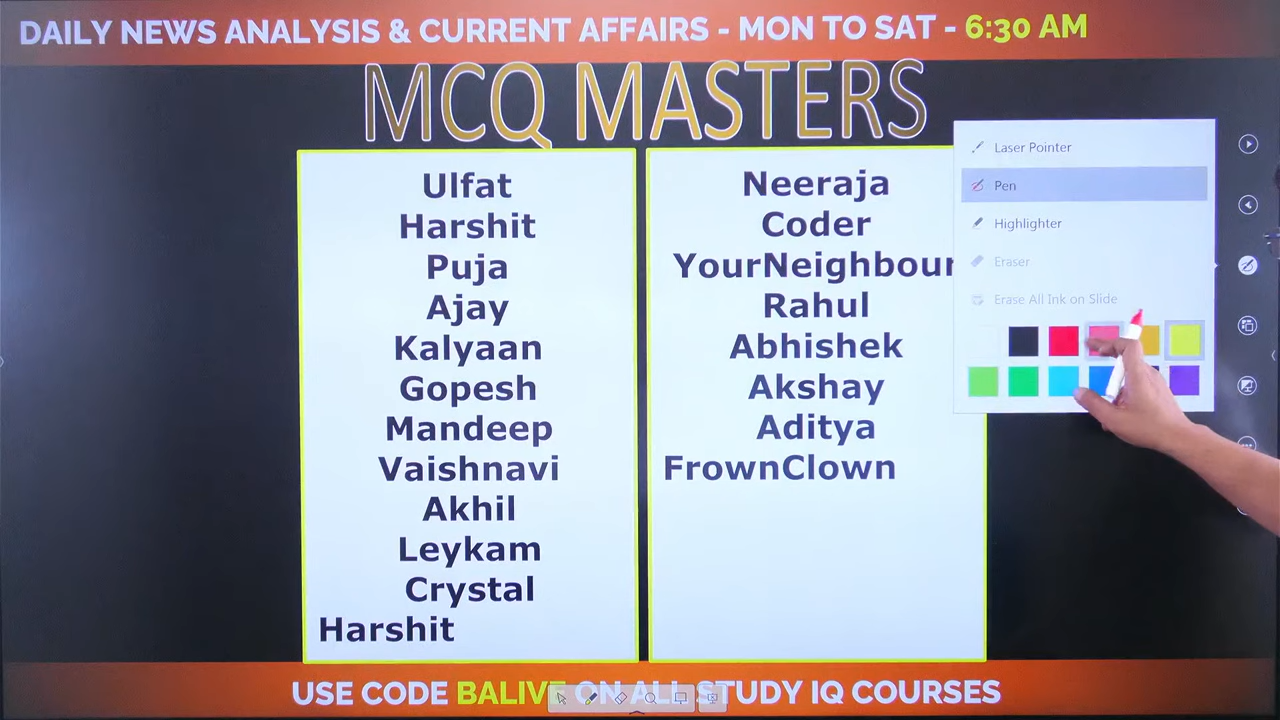 DAILY NEWS ANALYSIS & CURRENT AFFAIRS - MON TO SAT - 6:30 AM
MCQ MASTERS
Ulfat
Harshit
Puja
Ajay
Kalyaan
Gopesh
Mandeep
Vaishnavi
Akhil
Leykam
Crystal
Harshit
Neeraja
Coder
YourNeighbour
Rahul
Abhishek
Akshay
Aditya
FrownClown
Laser Pointer
Pen
Highlighter
Eraser
Erase All Ink on Slide
USE CODE BALIVE ON ALL STUDY IQ COURSES